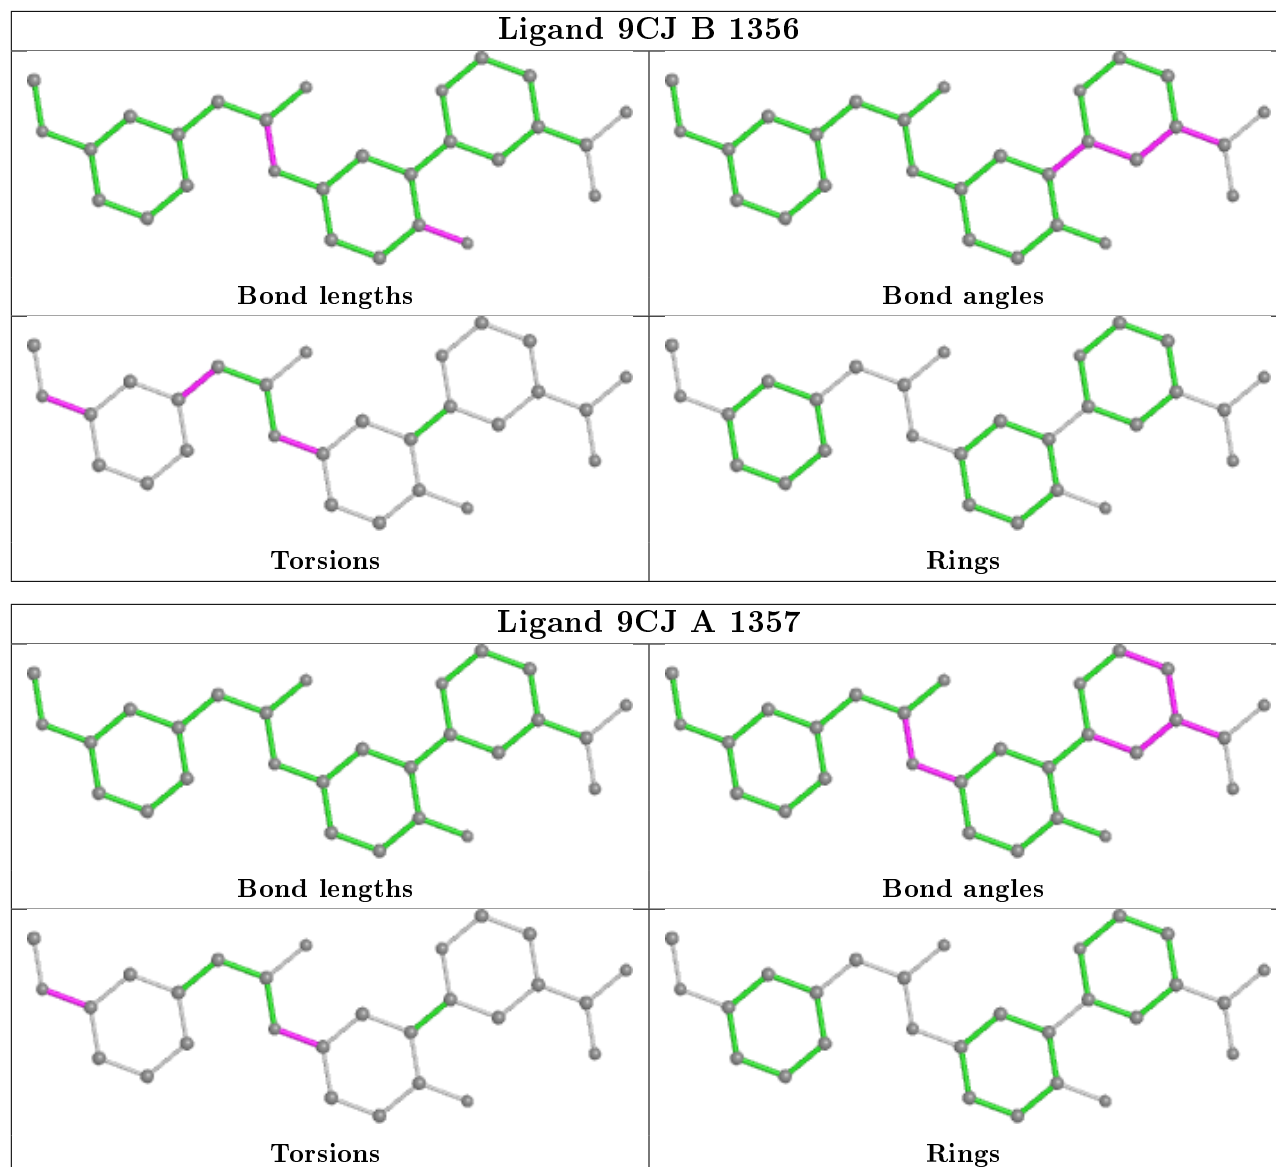 Ligand 9CJ B 1356
Bond lengths
Bond angles
Torsions
Rings
Ligand 9CJ A 1357
Bond lengths
Bond angles
Torsions
Rings